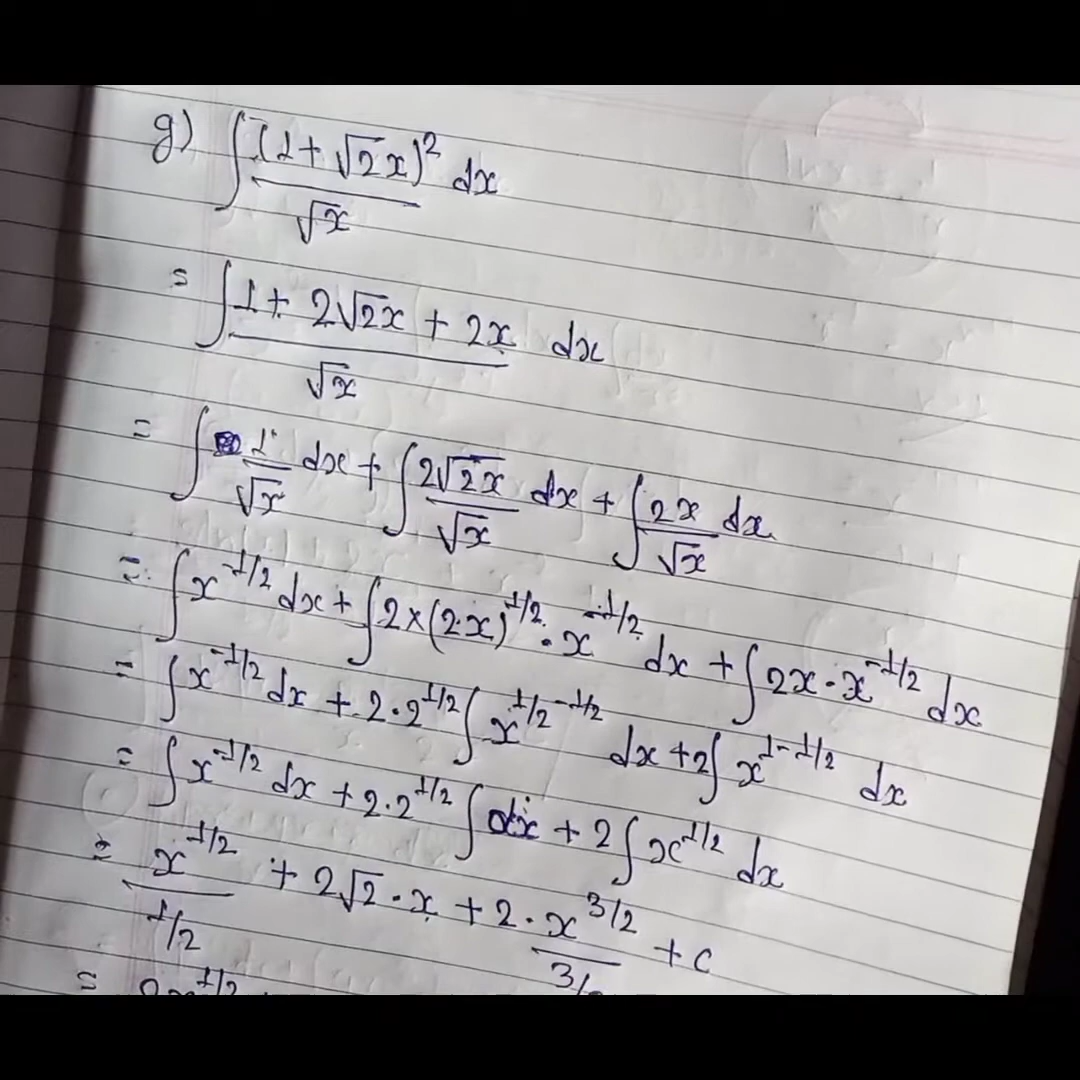 g) ∫ (1 + √2x)² / √x dx
= ∫ 1 + 2√2x + 2x / √x dx
= ∫ 1/√x dx + ∫ 2√2x/√x dx + ∫ 2x/√x dx
= ∫ x^-1/2 dx + ∫ 2×(2·x)^1/2 · x^-1/2 dx + ∫ 2x · x^-1/2 dx
= ∫ x^-1/2 dx + 2·2^1/2 ∫ x^1/2-1/2 dx + 2∫ x^1-1/2 dx
= ∫ x^-1/2 dx + 2·2^1/2 ∫ dx + 2∫ x^1/2 dx
= x^1/2 / 1/2 + 2√2·x + 2·x^3/2 / 3/ + c
=